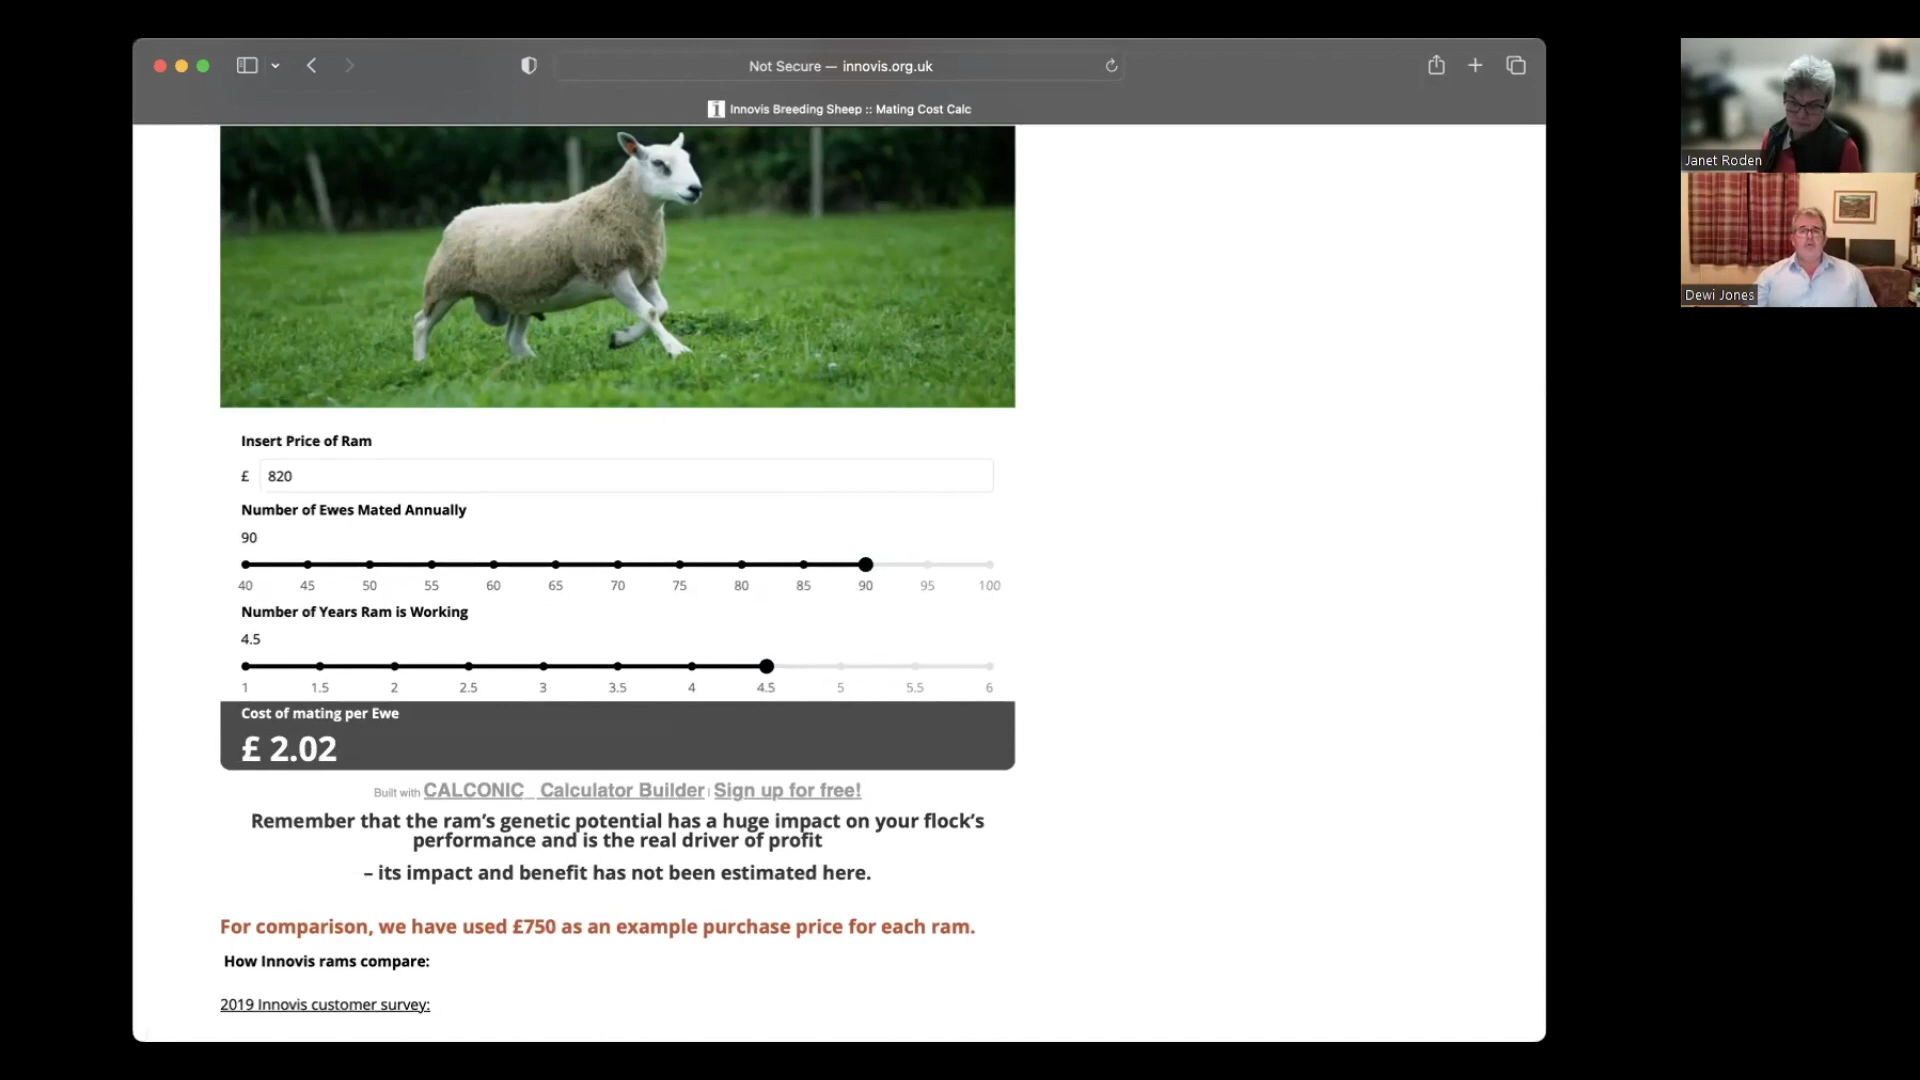 Not Secure — innovis.org.uk
Innovis Breeding Sheep :: Mating Cost Calc
Janet Roden
Dewi Jones
Insert Price of Ram
£ 820
Number of Ewes Mated Annually
90
40 45 50 55 60 65 70 75 80 85 90 95 100
Number of Years Ram is Working
4.5
1 1.5 2 2.5 3 3.5 4 4.5 5 5.5 6
Cost of mating per Ewe
£ 2.02
Built with CALCONIC_ Calculator Builder | Sign up for free!
Remember that the ram’s genetic potential has a huge impact on your flock’s
performance and is the real driver of profit
– its impact and benefit has not been estimated here.
For comparison, we have used £750 as an example purchase price for each ram.
How Innovis rams compare:
2019 Innovis customer survey: